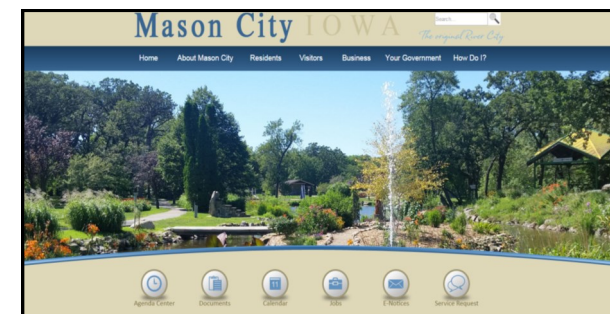 Mason City IOWA
Search...
The original River City
Home About Mason City Residents Visitors Business Your Government How Do I?
11
Agenda Center Documents Calendar Jobs E-Notices Service Request